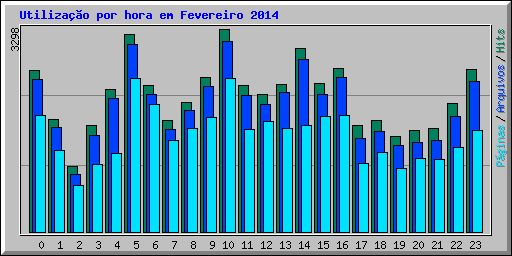 Utilização por hora em Fevereiro 2014
3298
Páginas / Arquivos / Hits
0 1 2 3 4 5 6 7 8 9 10 11 12 13 14 15 16 17 18 19 20 21 22 23